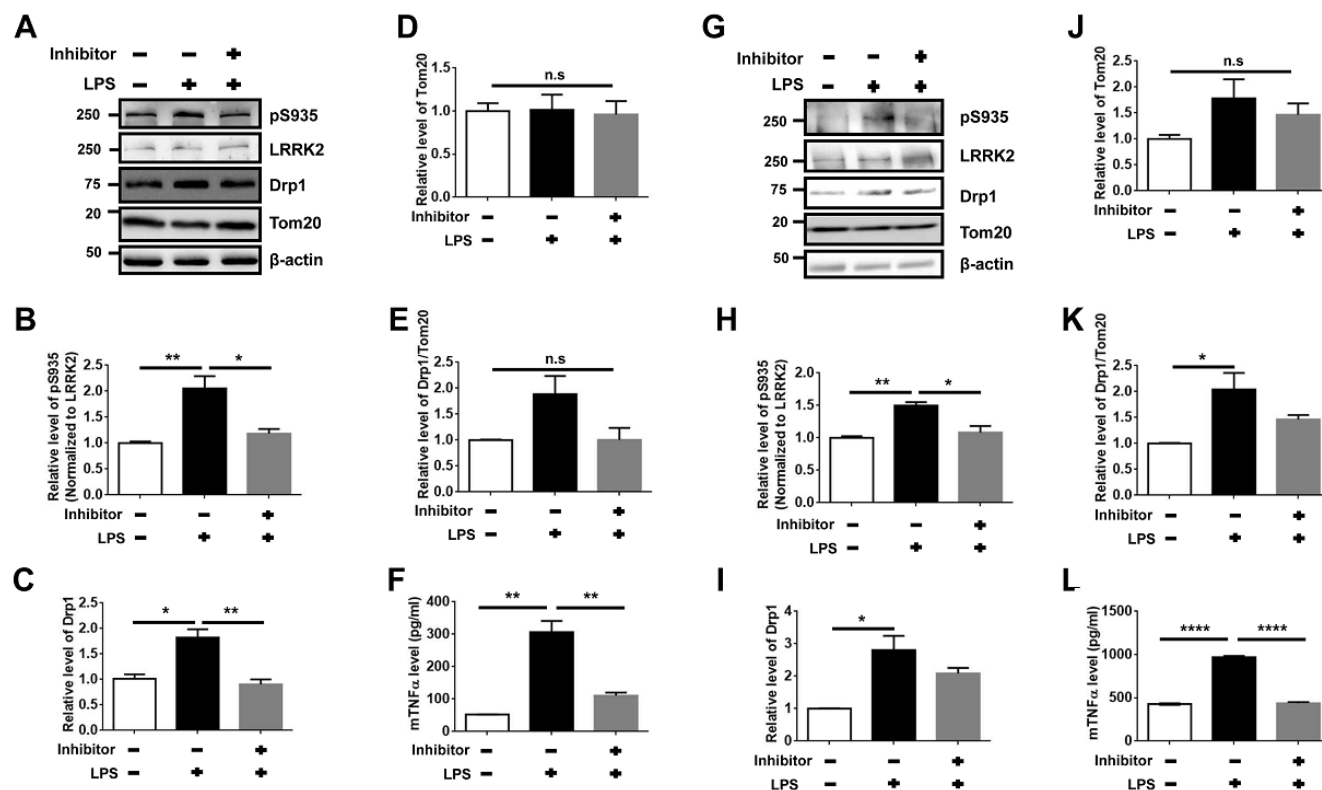 A
Inhibitor − − +
LPS − + +
250 pS935
250 LRRK2
75 Drp1
20 Tom20
50 β-actin
B
Relative level of pS935
(Normalized to LRRK2)
2.5
2.0
1.5
1.0
0.5
0.0
** *
Inhibitor − − +
LPS − + +
C
Relative level of Drp1
2.5
2.0
1.5
1.0
0.5
0.0
* **
Inhibitor − − +
LPS − + +
D
Relative level of Tom20
1.5
1.0
0.5
0.0
n.s
Inhibitor − − +
LPS − + +
E
Relative level of Drp1/Tom20
2.5
2.0
1.5
1.0
0.5
0.0
n.s
Inhibitor − − +
LPS − + +
F
mTNFα level (pg/ml)
400
300
200
100
0
** **
Inhibitor − − +
LPS − + +
G
Inhibitor − − +
LPS − + +
250 pS935
250 LRRK2
75 Drp1
20 Tom20
50 β-actin
H
Relative level of pS935
(Normalized to LRRK2)
2.0
1.5
1.0
0.5
0.0
** *
Inhibitor − − +
LPS − + +
I
Relative level of Drp1
4
3
2
1
0
*
Inhibitor − − +
LPS − + +
J
Relative level of Tom20
2.5
2.0
1.5
1.0
0.5
0.0
n.s
Inhibitor − − +
LPS − + +
K
Relative level of Drp1/Tom20
2.5
2.0
1.5
1.0
0.5
0.0
*
Inhibitor − − +
LPS − + +
L
mTNFα level (pg/ml)
1500
1000
500
0
**** ****
Inhibitor − − +
LPS − + +